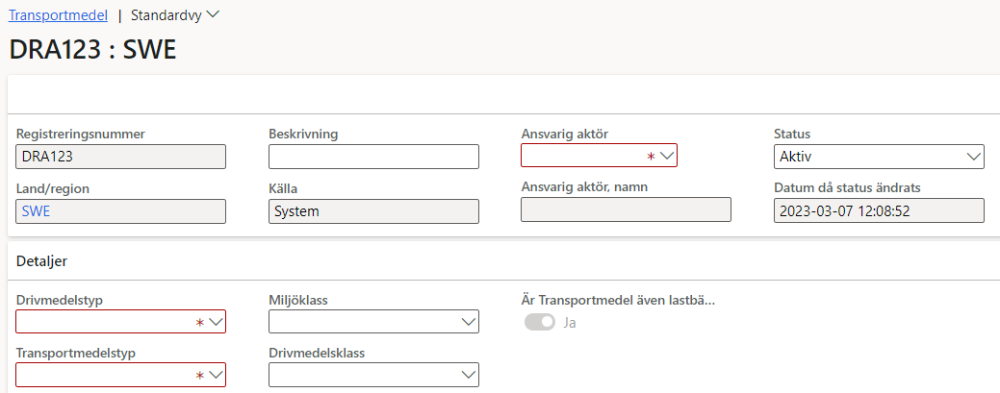 Transportmedel | Standardvy
DRA123 : SWE
Registreringsnummer Beskrivning Ansvarig aktör Status
DRA123 * Aktiv
Land/region Källa Ansvarig aktör, namn Datum då status ändrats
SWE System 2023-03-07 12:08:52
Detaljer
Drivmedelstyp Miljöklass Är Transportmedel även lastbä...
* Ja
Transportmedelstyp Drivmedelsklass
*